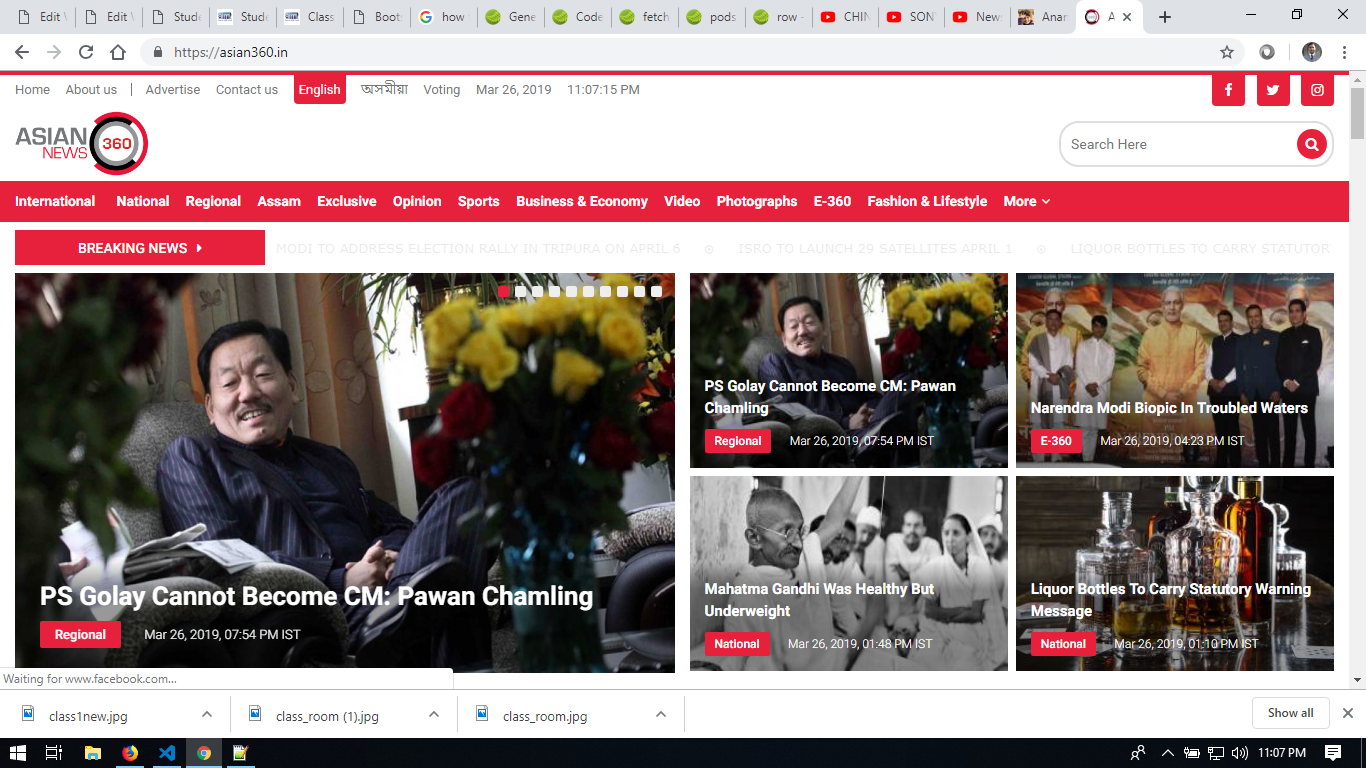 Edit
Edit
Stude
Stude
Class
Boots
how
Gene
Code
fetch
pods
row -
CHIN
SON
News
Anan
A
https://asian360.in
Home About us | Advertise Contact us English অসমীয়া Voting Mar 26, 2019 11:07:15 PM
ASIAN
NEWS
360
Search Here
International National Regional Assam Exclusive Opinion Sports Business & Economy Video Photographs E-360 Fashion & Lifestyle More
BREAKING NEWS MODI TO ADDRESS ELECTION RALLY IN TRIPURA ON APRIL 6 ISRO TO LAUNCH 29 SATELLITES APRIL 1 LIQUOR BOTTLES TO CARRY STATUTOR
PS Golay Cannot Become CM: Pawan Chamling
Regional Mar 26, 2019, 07:54 PM IST
PS Golay Cannot Become CM: Pawan
Chamling
Regional Mar 26, 2019, 07:54 PM IST
Narendra Modi Biopic In Troubled Waters
E-360 Mar 26, 2019, 04:23 PM IST
Mahatma Gandhi Was Healthy But
Underweight
National Mar 26, 2019, 01:48 PM IST
Liquor Bottles To Carry Statutory Warning
Message
National Mar 26, 2019, 01:10 PM IST
Waiting for www.facebook.com...
class1new.jpg
class_room (1).jpg
class_room.jpg
Show all
11:07 PM